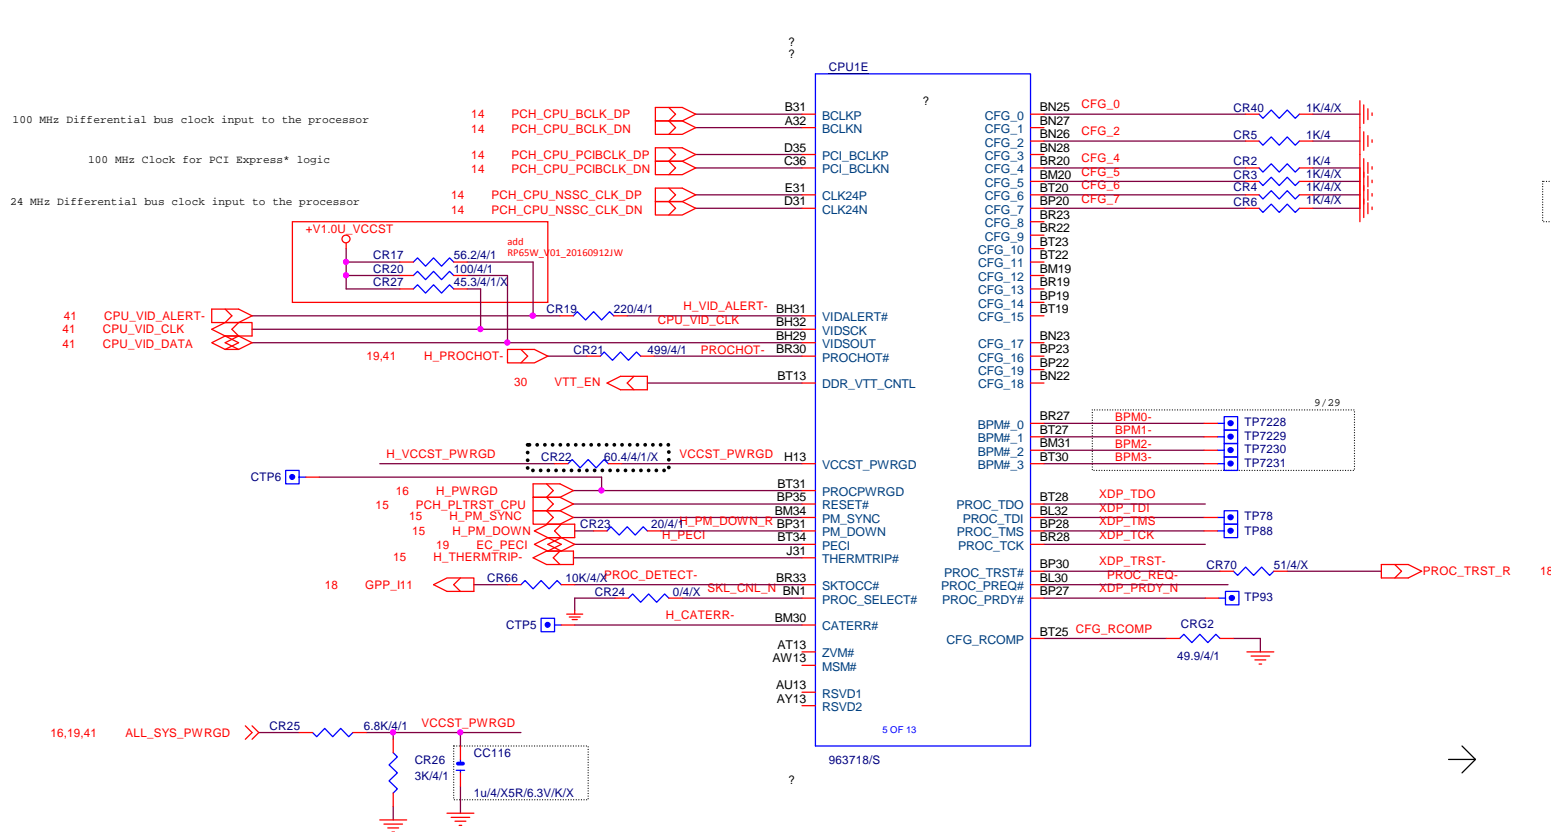 ?
?
CPU1E
?
100 MHz Differential bus clock input to the processor
100 MHz Clock for PCI Express* logic
24 MHz Differential bus clock input to the processor
14 PCH_CPU_BCLK_DP B31 BCLKP
14 PCH_CPU_BCLK_DN A32 BCLKN
14 PCH_CPU_PCIBCLK_DP D35 PCI_BCLKP
14 PCH_CPU_PCIBCLK_DN C36 PCI_BCLKN
14 PCH_CPU_NSSC_CLK_DP E31 CLK24P
14 PCH_CPU_NSSC_CLK_DN D31 CLK24N
+V1.0U_VCCST
add
RP65W_V01_20160912JW
CR17 56.2/4/1
CR20 100/4/1
CR27 45.3/4/1/X
41 CPU_VID_ALERT- CR19 220/4/1 H_VID_ALERT- BH31 VIDALERT#
41 CPU_VID_CLK CPU_VID_CLK BH32 VIDSCK
41 CPU_VID_DATA BH29 VIDSOUT
19,41 H_PROCHOT- CR21 499/4/1 PROCHOT- BR30 PROCHOT#
30 VTT_EN BT13 DDR_VTT_CNTL
H_VCCST_PWRGD CR22 60.4/4/1/X VCCST_PWRGD H13 VCCST_PWRGD
CTP6
16 H_PWRGD BT31 PROCPWRGD
15 PCH_PLTRST_CPU BP35 RESET#
15 H_PM_SYNC BM34 PM_SYNC
15 H_PM_DOWN CR23 20/4/1 H_PM_DOWN_R BP31 PM_DOWN
19 EC_PECI H_PECI BT34 PECI
15 H_THERMTRIP- J31 THERMTRIP#
18 GPP_I11 CR66 10K/4/X PROC_DETECT- BR33 SKTOCC#
CR24 0/4/X SKL_CNL_N BN1 PROC_SELECT#
CTP5 H_CATERR- BM30 CATERR#
AT13 ZVM#
AW13 MSM#
AU13 RSVD1
AY13 RSVD2
CFG_0 BN25 CFG_0 CR40 1K/4/X
CFG_1 BN27
CFG_2 BN26 CFG_2 CR5 1K/4
CFG_3 BN28
CFG_4 BR20 CFG_4 CR2 1K/4
CFG_5 BM20 CFG_5 CR3 1K/4/X
CFG_6 BT20 CFG_6 CR4 1K/4/X
CFG_7 BP20 CFG_7 CR6 1K/4/X
CFG_8 BR23
CFG_9 BR22
CFG_10 BT23
CFG_11 BT22
CFG_12 BM19
CFG_13 BR19
CFG_14 BP19
CFG_15 BT19
CFG_17 BN23
CFG_16 BP23
CFG_19 BP22
CFG_18 BN22
9/29
BPM#_0 BR27 BPM0- TP7228
BPM#_1 BT27 BPM1- TP7229
BPM#_2 BM31 BPM2- TP7230
BPM#_3 BT30 BPM3- TP7231
PROC_TDO BT28 XDP_TDO
PROC_TDI BL32 XDP_TDI TP78
PROC_TMS BP28 XDP_TMS TP88
PROC_TCK BR28 XDP_TCK
PROC_TRST# BP30 XDP_TRST- CR70 51/4/X PROC_TRST_R 18
PROC_PREQ# BL30 PROC_REQ-
PROC_PRDY# BP27 XDP_PRDY_N TP93
CFG_RCOMP BT25 CFG_RCOMP CRG2
49.9/4/1
5 OF 13
963718/S
?
16,19,41 ALL_SYS_PWRGD CR25 6.8K/4/1 VCCST_PWRGD
CR26
3K/4/1
CC116
1u/4/X5R/6.3V/K/X